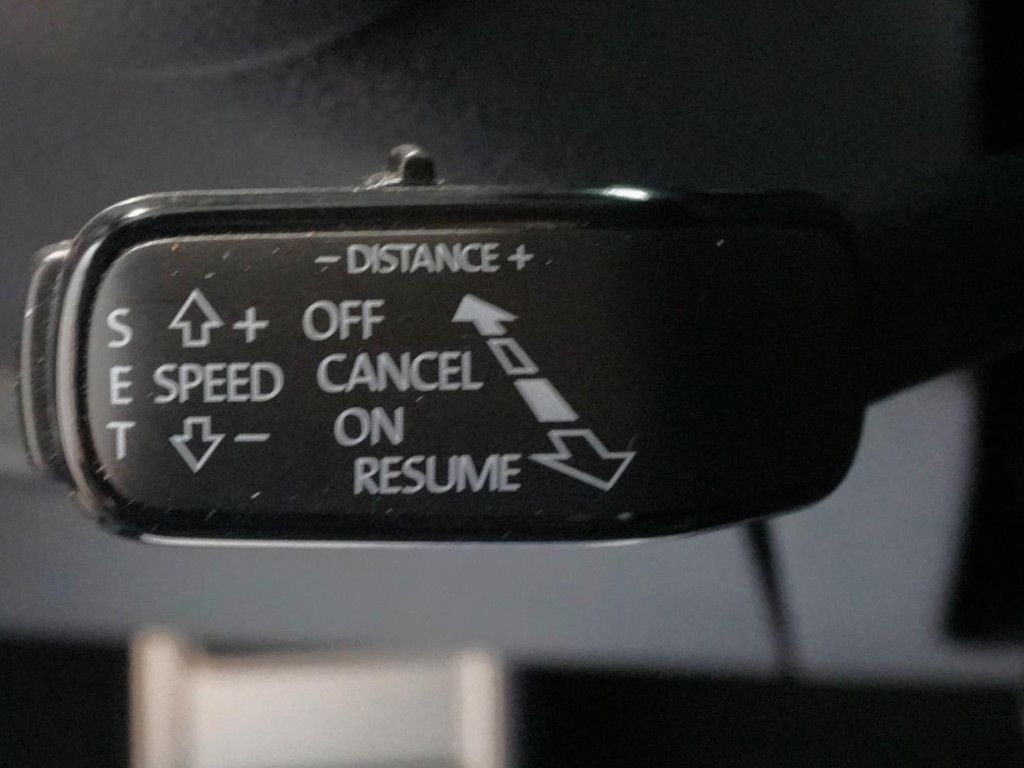 − DISTANCE +
S + OFF
E SPEED CANCEL
T − ON
RESUME